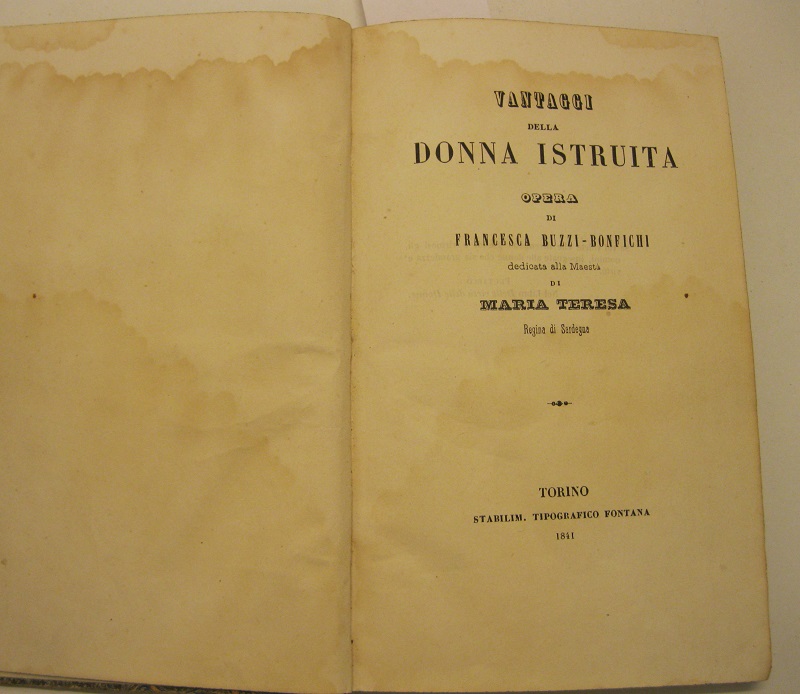 VANTAGGI
DELLA
DONNA ISTRUITA
OPERA
DI
FRANCESCA BUZZI-BONFICHI
dedicata alla Maestà
DI
MARIA TERESA
Regina di Sardegna
TORINO
STABILIM. TIPOGRAFICO FONTANA
1841